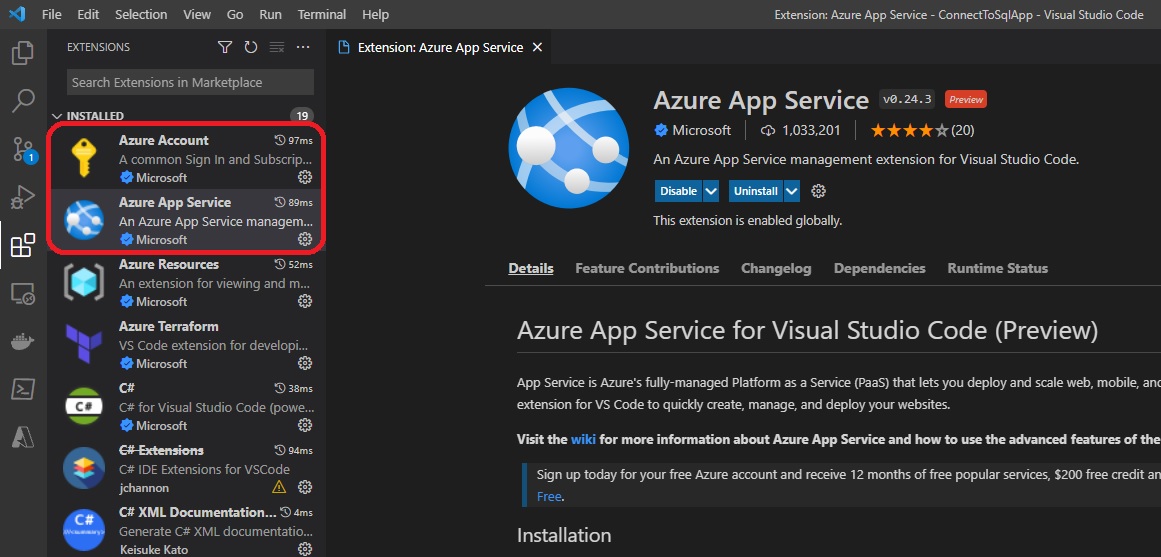 File Edit Selection View Go Run Terminal Help
Extension: Azure App Service - ConnectToSqlApp - Visual Studio Code
EXTENSIONS
Extension: Azure App Service
Search Extensions in Marketplace
INSTALLED 19
Azure Account 97ms
A common Sign In and Subscrip...
Microsoft
Azure App Service 89ms
An Azure App Service managem...
Microsoft
Azure Resources 52ms
An extension for viewing and m...
Microsoft
Azure Terraform
VS Code extension for developi...
Microsoft
C# 38ms
C# for Visual Studio Code (powe...
Microsoft
C# Extensions 94ms
C# IDE Extensions for VSCode
jchannon
C# XML Documentation... 4ms
Generate C# XML documentatio...
Keisuke Kato
1
C#
C#
Azure App Service v0.24.3 Preview
Microsoft 1,033,201 (20)
An Azure App Service management extension for Visual Studio Code.
Disable Uninstall
This extension is enabled globally.
Details Feature Contributions Changelog Dependencies Runtime Status
Azure App Service for Visual Studio Code (Preview)
App Service is Azure's fully-managed Platform as a Service (PaaS) that lets you deploy and scale web, mobile, and
extension for VS Code to quickly create, manage, and deploy your websites.
Visit the wiki for more information about Azure App Service and how to use the advanced features of the
Sign up today for your free Azure account and receive 12 months of free popular services, $200 free credit an
Free.
Installation